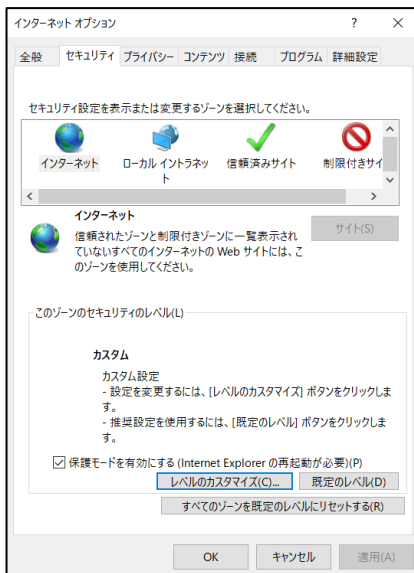 インターネット オプション
全般 セキュリティ プライバシー コンテンツ 接続 プログラム 詳細設定
セキュリティ設定を表示または変更するゾーンを選択してください。
インターネット ローカル イントラネッ 信頼済みサイト 制限付きサイ
ト
インターネット
サイト(S)
信頼されたゾーンと制限付きゾーンに一覧表示され
ていないすべてのインターネットの Web サイトには、こ
のゾーンを使用してください。
このゾーンのセキュリティのレベル(L)
カスタム
カスタム設定
- 設定を変更するには、[レベルのカスタマイズ] ボタンをクリックしま
す。
- 推奨設定を使用するには、[既定のレベル] ボタンをクリックしま
す。
保護モードを有効にする (Internet Explorer の再起動が必要)(P)
レベルのカスタマイズ(C)... 既定のレベル(D)
すべてのゾーンを既定のレベルにリセットする(R)
OK キャンセル 適用(A)